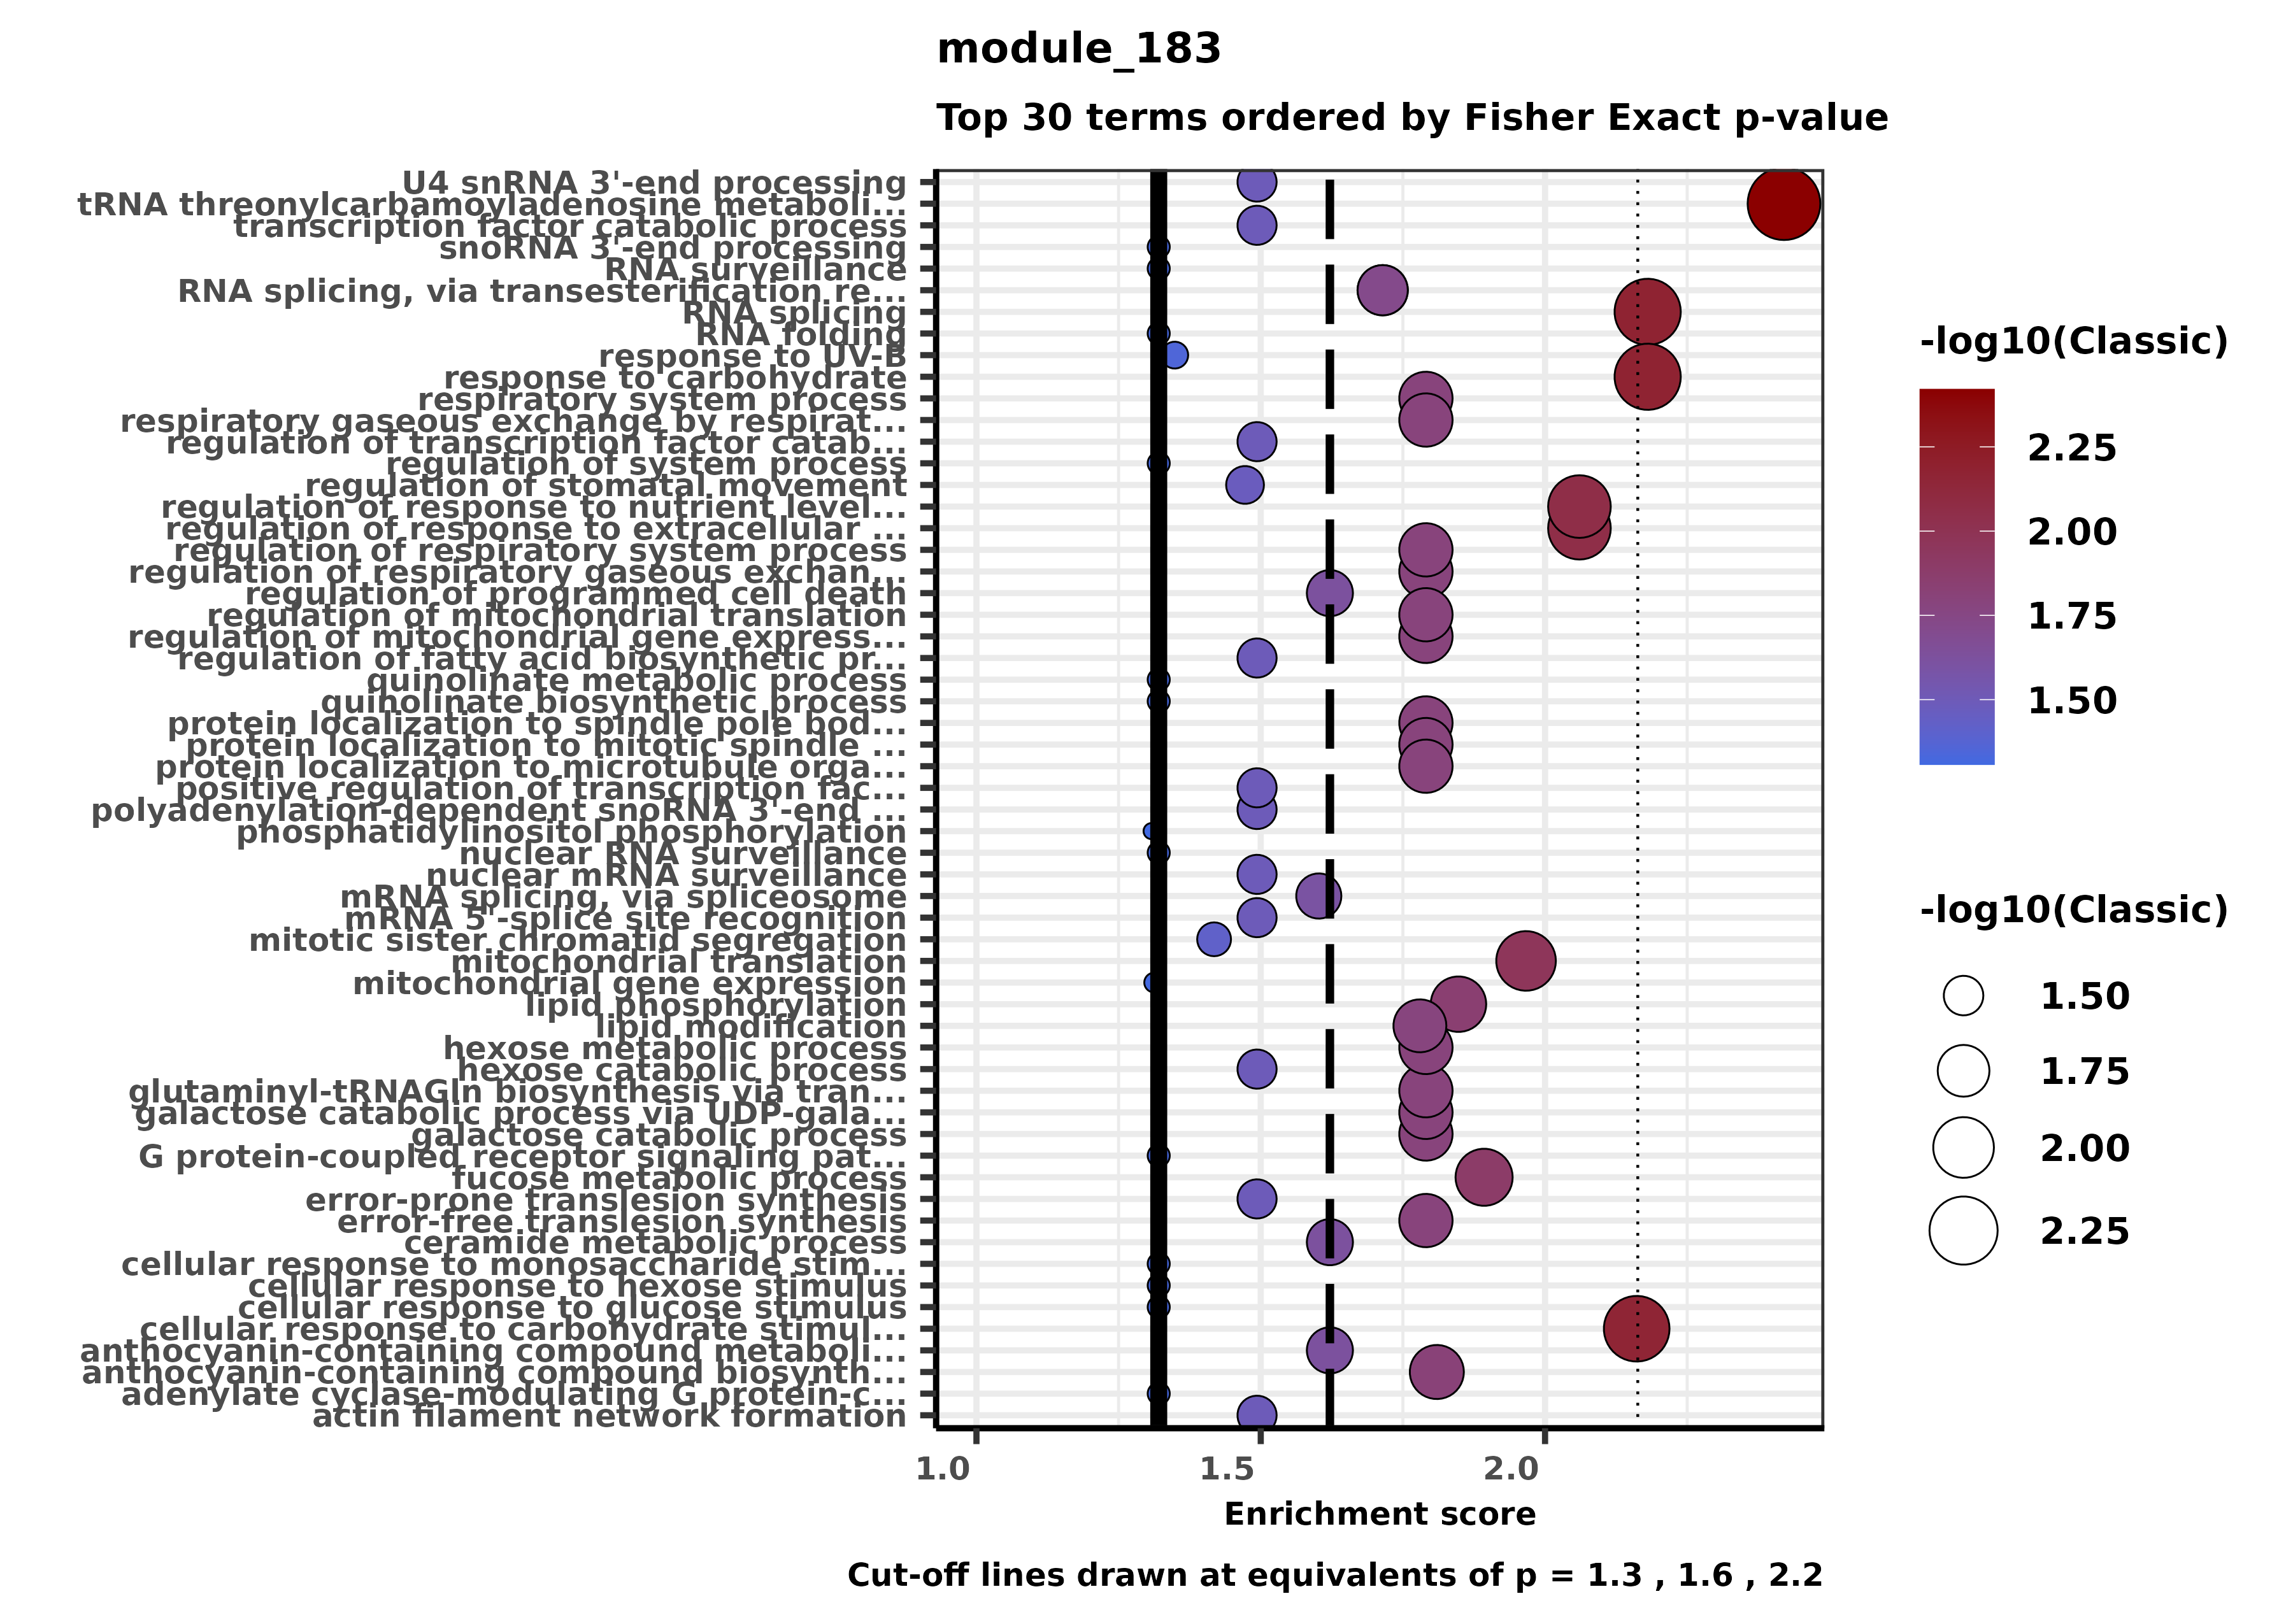 module_183
Top 30 terms ordered by Fisher Exact p-value
U4 snRNA 3'-end processing
tRNA threonylcarbamoyladenosine metaboli...
transcription factor catabolic process
snoRNA 3'-end processing
RNA surveillance
RNA splicing, via transesterification re...
RNA splicing
RNA folding
response to UV-B
response to carbohydrate
respiratory system process
respiratory gaseous exchange by respirat...
regulation of transcription factor catab...
regulation of system process
regulation of stomatal movement
regulation of response to nutrient level...
regulation of response to extracellular ...
regulation of respiratory system process
regulation of respiratory gaseous exchan...
regulation of programmed cell death
regulation of mitochondrial translation
regulation of mitochondrial gene express...
regulation of fatty acid biosynthetic pr...
quinolinate metabolic process
quinolinate biosynthetic process
protein localization to spindle pole bod...
protein localization to mitotic spindle ...
protein localization to microtubule orga...
positive regulation of transcription fac...
polyadenylation-dependent snoRNA 3'-end ...
phosphatidylinositol phosphorylation
nuclear RNA surveillance
nuclear mRNA surveillance
mRNA splicing, via spliceosome
mRNA 5'-splice site recognition
mitotic sister chromatid segregation
mitochondrial translation
mitochondrial gene expression
lipid phosphorylation
lipid modification
hexose metabolic process
hexose catabolic process
glutaminyl-tRNAGln biosynthesis via tran...
galactose catabolic process via UDP-gala...
galactose catabolic process
G protein-coupled receptor signaling pat...
fucose metabolic process
error-prone translesion synthesis
error-free translesion synthesis
ceramide metabolic process
cellular response to monosaccharide stim...
cellular response to hexose stimulus
cellular response to glucose stimulus
cellular response to carbohydrate stimul...
anthocyanin-containing compound metaboli...
anthocyanin-containing compound biosynth...
adenylate cyclase-modulating G protein-c...
actin filament network formation
1.0 1.5 2.0
Enrichment score
Cut-off lines drawn at equivalents of p = 1.3 , 1.6 , 2.2
-log10(Classic)
2.25
2.00
1.75
1.50
-log10(Classic)
1.50
1.75
2.00
2.25